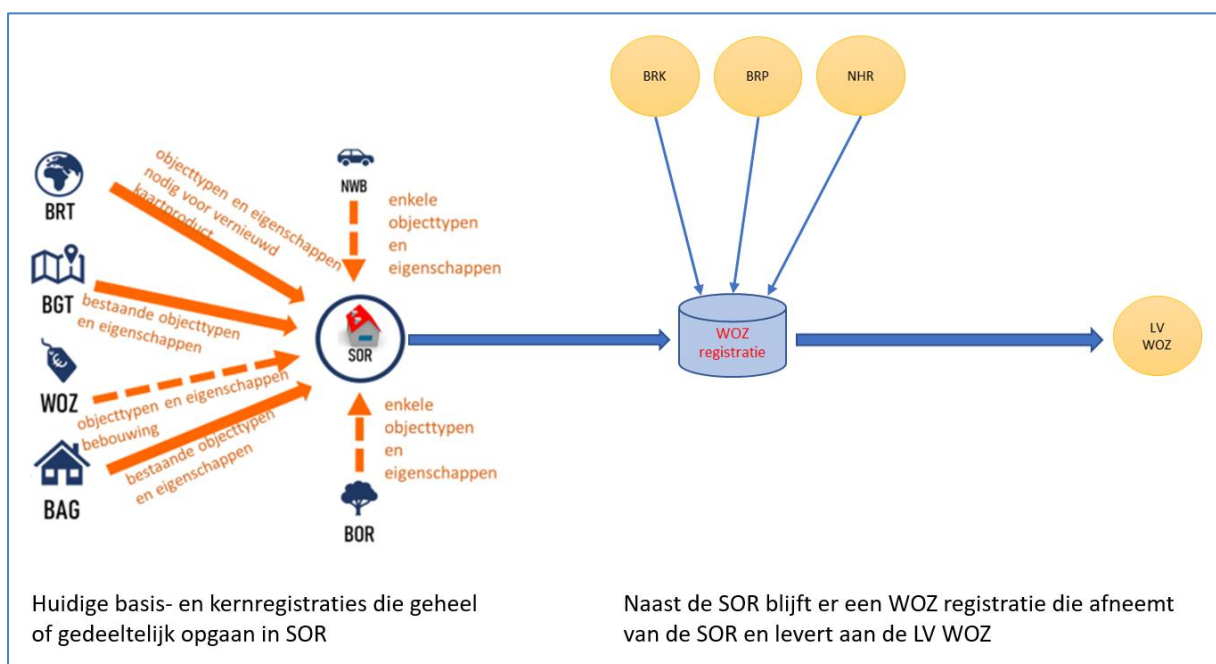 BRT
objecttypen en eigenschappen
nodig voor vernieuwd
kaartproduct
BGT
bestaande objecttypen
en eigenschappen
WOZ
objecttypen en eigenschappen
bebouwing
BAG
bestaande objecttypen
en eigenschappen
NWB
enkele
objecttypen
en
eigenschappen
SOR
enkele
objecttypen
en
eigenschappen
BOR
BRK
BRP
NHR
WOZ
registratie
LV
WOZ
Huidige basis- en kernregistraties die geheel
of gedeeltelijk opgaan in SOR
Naast de SOR blijft er een WOZ registratie die afneemt
van de SOR en levert aan de LV WOZ